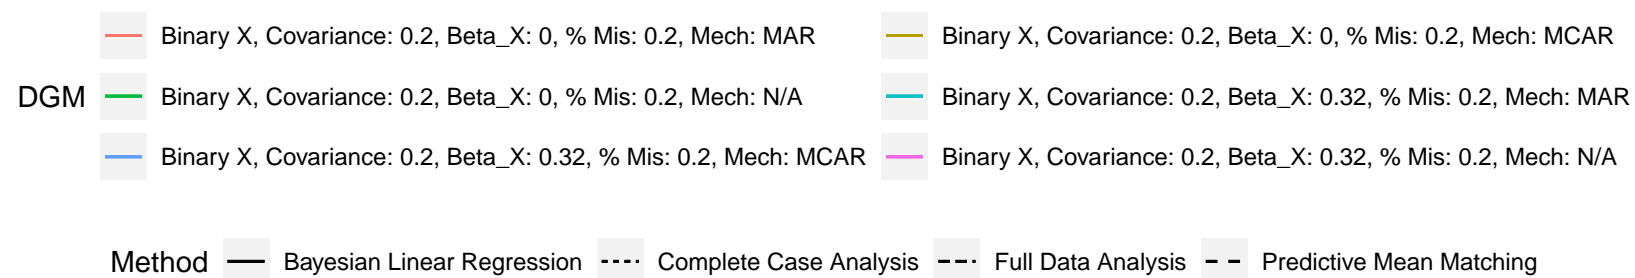 Binary X, Covariance: 0.2, Beta_X: 0, % Mis: 0.2, Mech: MAR
Binary X, Covariance: 0.2, Beta_X: 0, % Mis: 0.2, Mech: MCAR
DGM
Binary X, Covariance: 0.2, Beta_X: 0, % Mis: 0.2, Mech: N/A
Binary X, Covariance: 0.2, Beta_X: 0.32, % Mis: 0.2, Mech: MAR
Binary X, Covariance: 0.2, Beta_X: 0.32, % Mis: 0.2, Mech: MCAR
Binary X, Covariance: 0.2, Beta_X: 0.32, % Mis: 0.2, Mech: N/A
Method Bayesian Linear Regression Complete Case Analysis Full Data Analysis Predictive Mean Matching